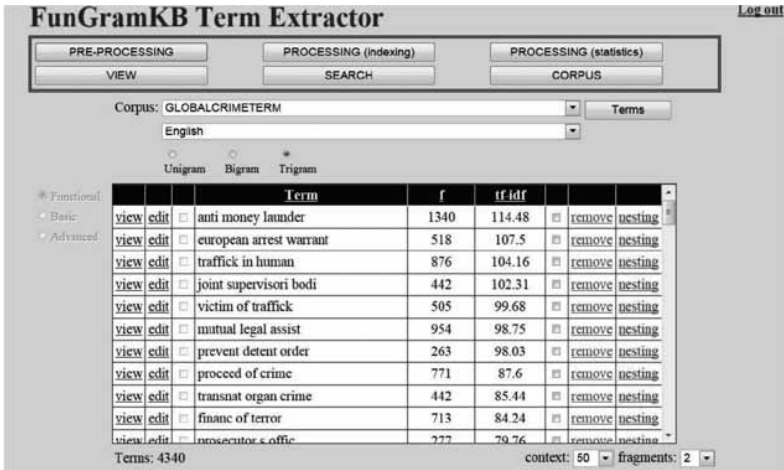 FunGramKB Term Extractor
Log out
PRE-PROCESSING PROCESSING (indexing) PROCESSING (statistics)
VIEW SEARCH CORPUS
Corpus: GLOBALCRIMETERM Terms
English
Unigram Bigram Trigram
Functional
Basic
Advanced
Term f tf-idf
view edit anti money launder 1340 114.48 remove nesting
view edit european arrest warrant 518 107.5 remove nesting
view edit traffick in human 876 104.16 remove nesting
view edit joint supervisori bodi 442 102.31 remove nesting
view edit victim of traffick 505 99.68 remove nesting
view edit mutual legal assist 954 98.75 remove nesting
view edit prevent detent order 263 98.03 remove nesting
view edit proceed of crime 771 87.6 remove nesting
view edit transnat organ crime 442 85.44 remove nesting
view edit financ of terror 713 84.24 remove nesting
view edit prosecutor s offic 277 79.76 remove nesting
Terms: 4340 context: 50 fragments: 2